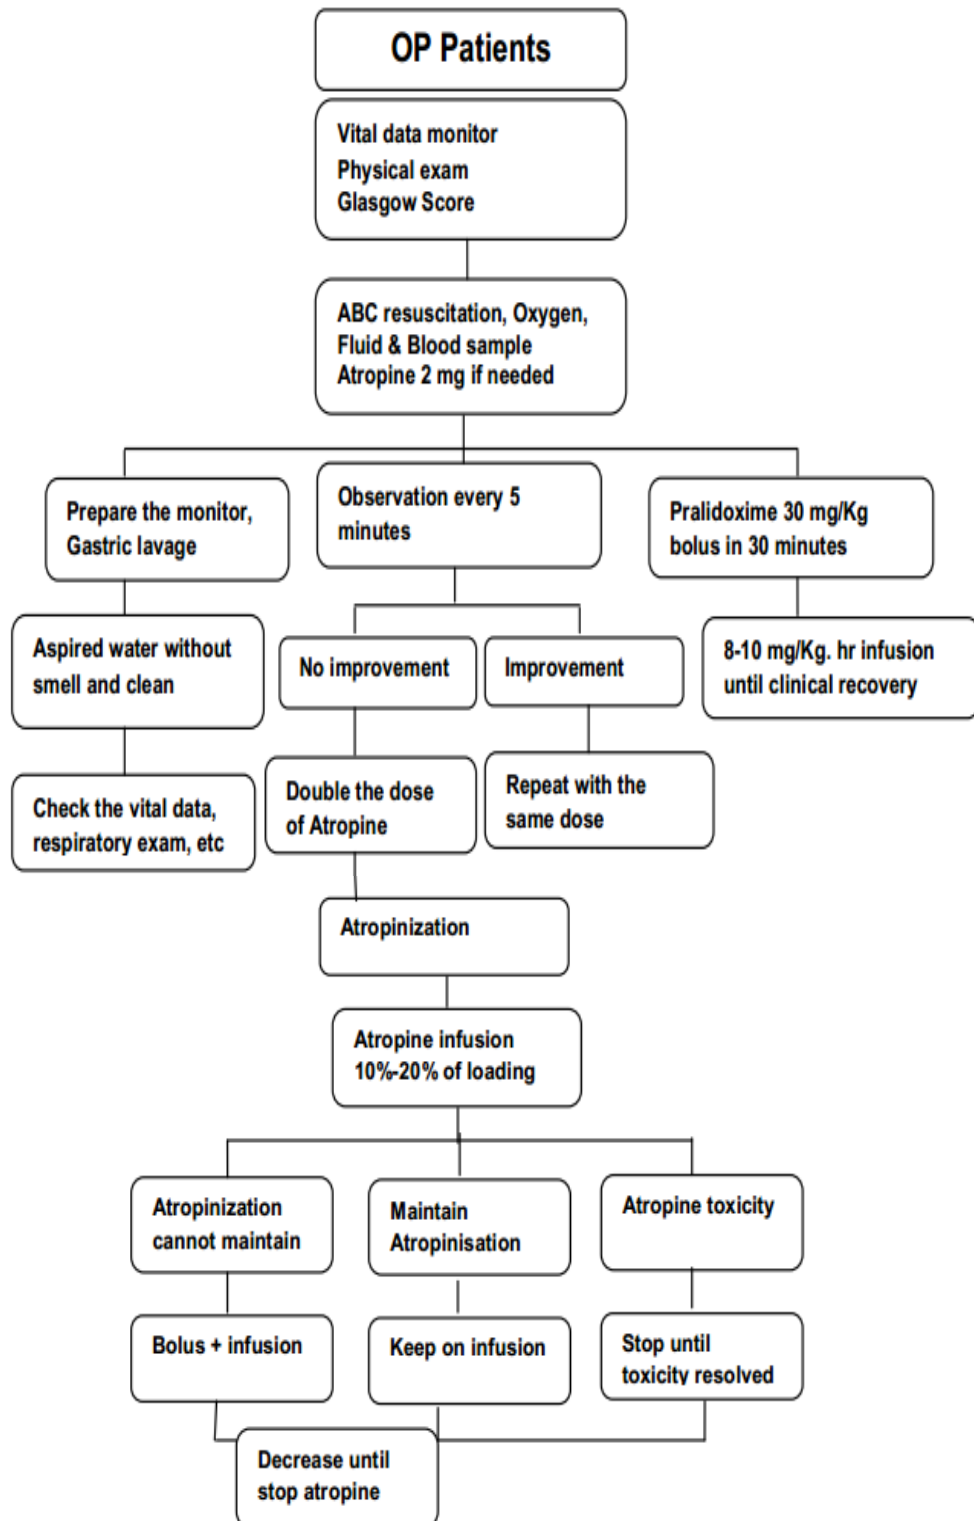 OP Patients
Vital data monitor
Physical exam
Glasgow Score
ABC resuscitation, Oxygen,
Fluid & Blood sample
Atropine 2 mg if needed
Prepare the monitor,
Gastric lavage
Observation every 5
minutes
Pralidoxime 30 mg/Kg
bolus in 30 minutes
Aspired water without
smell and clean
No improvement
Improvement
8-10 mg/Kg. hr infusion
until clinical recovery
Check the vital data,
respiratory exam, etc
Double the dose
of Atropine
Repeat with the
same dose
Atropinization
Atropine infusion
10%-20% of loading
Atropinization
cannot maintain
Maintain
Atropinisation
Atropine toxicity
Bolus + infusion
Keep on infusion
Stop until
toxicity resolved
Decrease until
stop atropine